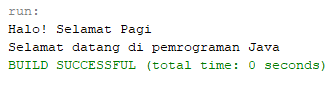 run:
Halo! Selamat Pagi
Selamat datang di pemrograman Java
BUILD SUCCESSFUL (total time: 0 seconds)